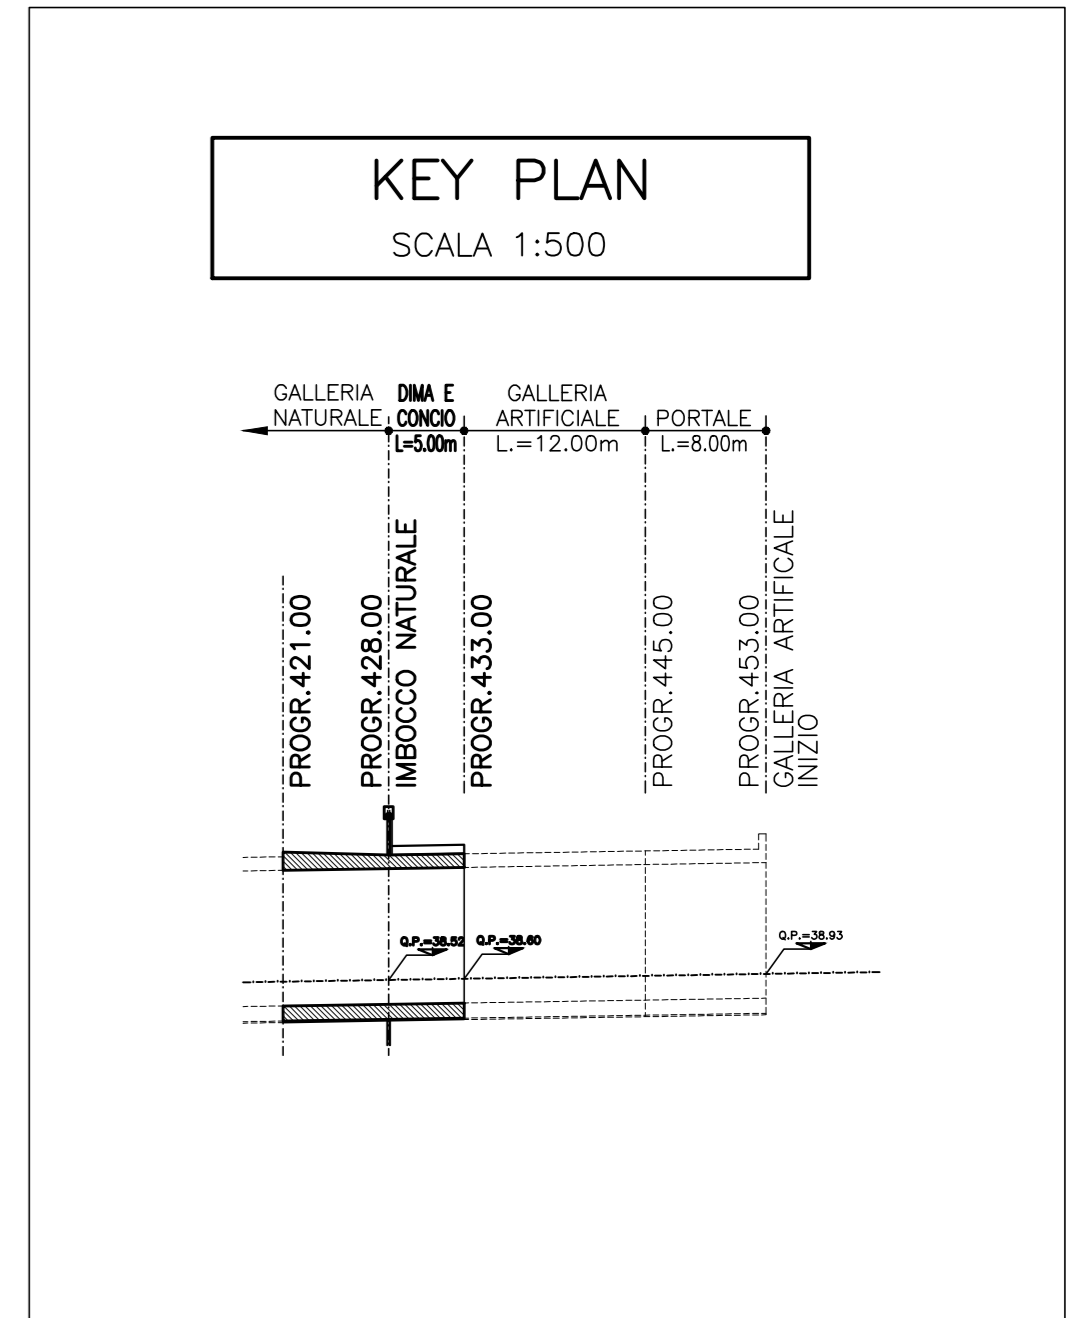 KEY PLAN
SCALA 1:500
GALLERIA
NATURALE
DIMA E
CONCIO
L=5.00m
GALLERIA
ARTIFICIALE
L.=12.00m
PORTALE
L.=8.00m
PROGR.421.00
PROGR.428.00
IMBOCCO NATURALE
PROGR.433.00
PROGR.445.00
PROGR.453.00
GALLERIA ARTIFICALE
INIZIO
Q.P.=38.52
Q.P.=38.60
Q.P.=38.93